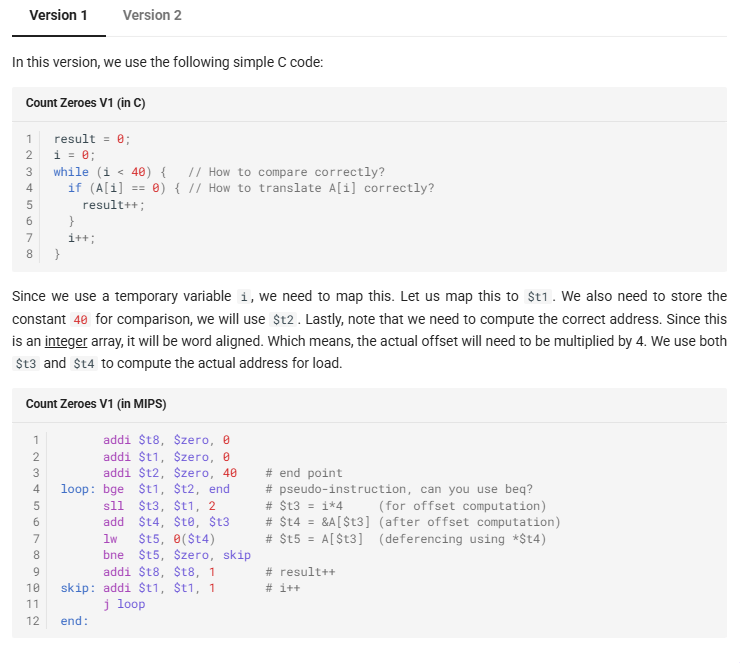 Version 1 Version 2
In this version, we use the following simple C code:
Count Zeroes V1 (in C)
1 result = 0;
2 i = 0;
3 while (i < 40) { // How to compare correctly?
4 if (A[i] == 0) { // How to translate A[i] correctly?
5 result++;
6 }
7 i++;
8 }
Since we use a temporary variable i, we need to map this. Let us map this to $t1. We also need to store the
constant 40 for comparison, we will use $t2. Lastly, note that we need to compute the correct address. Since this
is an integer array, it will be word aligned. Which means, the actual offset will need to be multiplied by 4. We use both
$t3 and $t4 to compute the actual address for load.
Count Zeroes V1 (in MIPS)
1 addi $t8, $zero, 0
2 addi $t1, $zero, 0
3 addi $t2, $zero, 40 # end point
4 loop: bge $t1, $t2, end # pseudo-instruction, can you use beq?
5 sll $t3, $t1, 2 # $t3 = i*4 (for offset computation)
6 add $t4, $t0, $t3 # $t4 = &A[$t3] (after offset computation)
7 lw $t5, 0($t4) # $t5 = A[$t3] (deferencing using *$t4)
8 bne $t5, $zero, skip
9 addi $t8, $t8, 1 # result++
10 skip: addi $t1, $t1, 1 # i++
11 j loop
12 end: